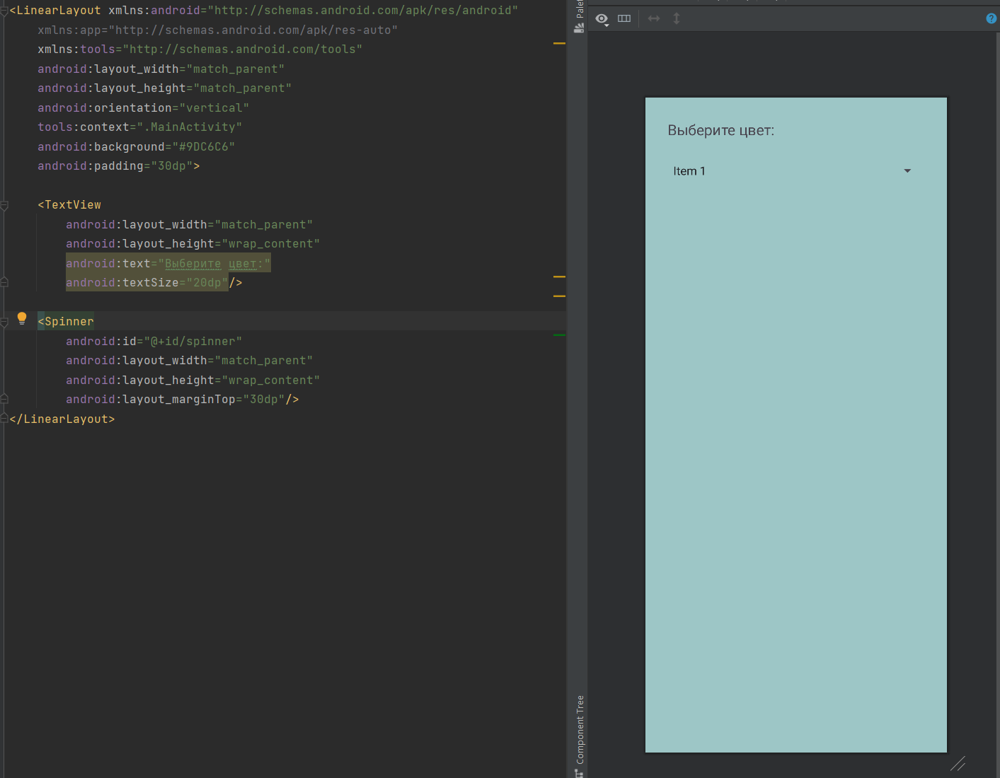 <LinearLayout xmlns:android="http://schemas.android.com/apk/res/android"
xmlns:app="http://schemas.android.com/apk/res-auto"
xmlns:tools="http://schemas.android.com/tools"
android:layout_width="match_parent"
android:layout_height="match_parent"
android:orientation="vertical"
tools:context=".MainActivity"
android:background="#9DC6C6"
android:padding="30dp">
<TextView
android:layout_width="match_parent"
android:layout_height="wrap_content"
android:text="Выберите цвет:"
android:textSize="20dp"/>
<Spinner
android:id="@+id/spinner"
android:layout_width="match_parent"
android:layout_height="wrap_content"
android:layout_marginTop="30dp"/>
</LinearLayout>
Component Tree
Выберите цвет:
Item 1